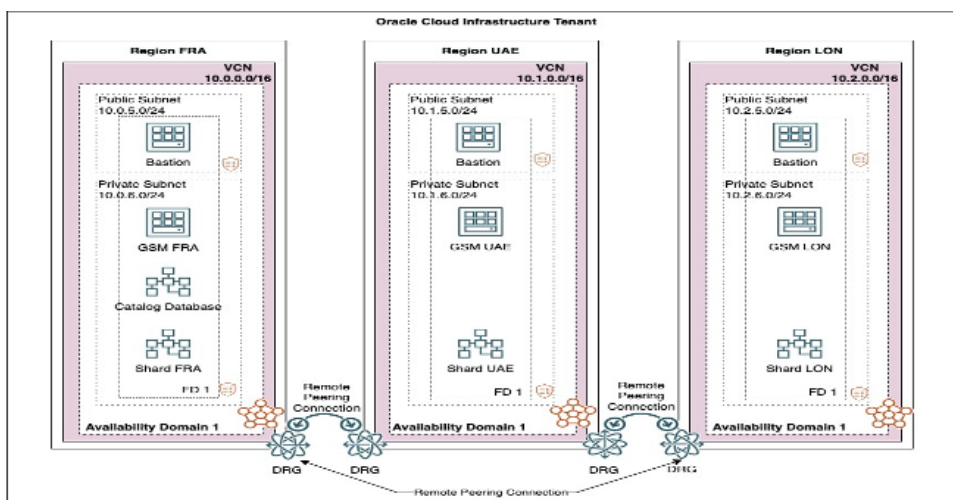 Oracle Cloud Infrastructure Tenant
Region FRA
VCN
10.0.0.0/16
Public Subnet
10.0.5.0/24
Bastion
Private Subnet
10.0.6.0/24
GSM FRA
Catalog Database
Shard FRA
FD 1
Availability Domain 1
Region UAE
VCN
10.1.0.0/16
Public Subnet
10.1.5.0/24
Bastion
Private Subnet
10.1.6.0/24
GSM UAE
Shard UAE
FD 1
Availability Domain 1
Region LON
VCN
10.2.0.0/16
Public Subnet
10.2.5.0/24
Bastion
Private Subnet
10.2.6.0/24
GSM LON
Shard LON
FD 1
Availability Domain 1
Remote
Peering
Connection
Remote
Peering
Connection
DRG
DRG
DRG
DRG
Remote Peering Connection